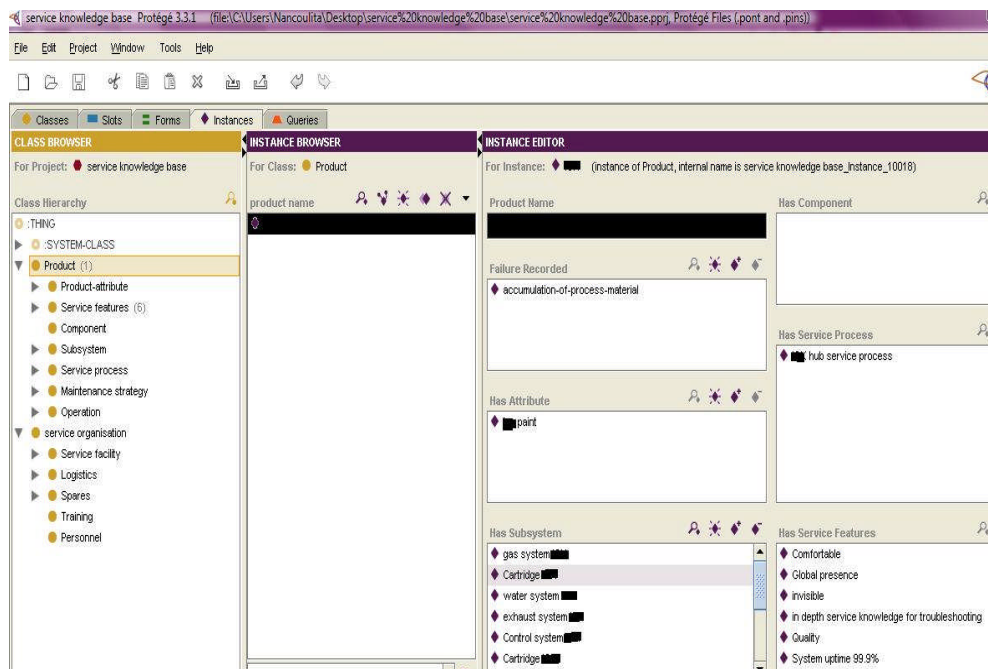 service knowledge base Protégé 3.3.1 (file:\C:\Users\Nancoulita\Desktop\service%20knowledge%20base\service%20knowledge%20base.pprj, Protégé Files (.pont and .pins))
File Edit Project Window Tools Help
Classes Slots Forms Instances Queries
CLASS BROWSER
For Project: service knowledge base
Class Hierarchy
:THING
:SYSTEM-CLASS
Product (1)
Product-attribute
Service features (6)
Component
Subsystem
Service process
Maintenance strategy
Operation
service organisation
Service facility
Logistics
Spares
Training
Personnel
INSTANCE BROWSER
For Class: Product
product name
INSTANCE EDITOR
For Instance: (instance of Product, internal name is service knowledge base_Instance_10018)
Product Name
Failure Recorded
accumulation-of-process-material
Has Attribute
paint
Has Subsystem
gas system
Cartridge
water system
exhaust system
Control system
Cartridge
Has Component
Has Service Process
hub service process
Has Service Features
Comfortable
Global presence
invisible
in depth service knowledge for troubleshooting
Quality
System uptime 99.9%